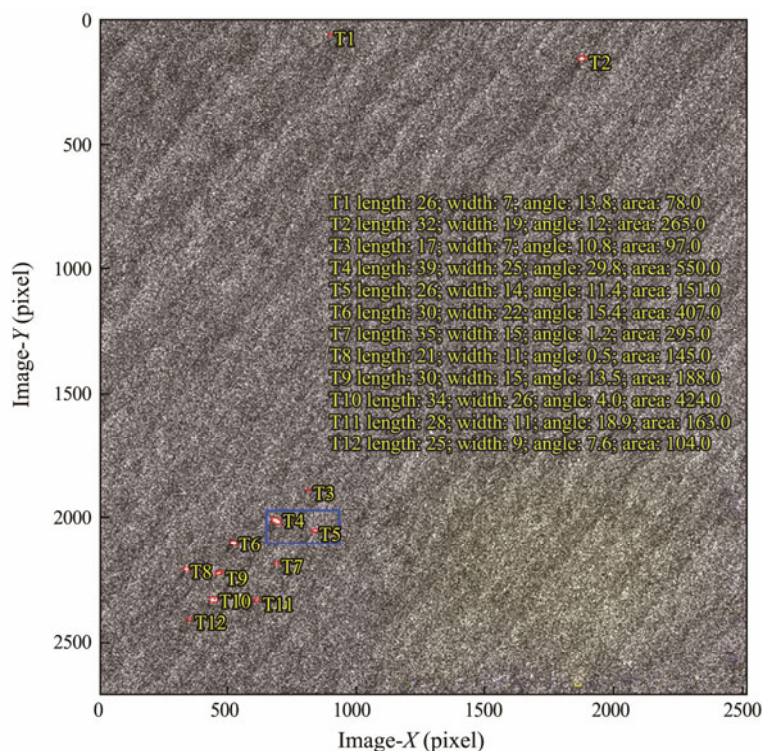 0
T1
T2
500
T1 length: 26; width: 7; angle: 13.8; area: 78.0
T2 length: 32; width: 19; angle: 12; area: 265.0
T3 length: 17; width: 7; angle: 10.8; area: 97.0
T4 length: 39; width: 25; angle: 29.8; area: 550.0
T5 length: 26; width: 14; angle: 11.4; area: 151.0
T6 length: 30; width: 22; angle: 15.4; area: 407.0
T7 length: 35; width: 15; angle: 1.2; area: 295.0
T8 length: 21; width: 11; angle: 0.5; area: 145.0
T9 length: 30; width: 15; angle: 13.5; area: 188.0
T10 length: 34; width: 26; angle: 4.0; area: 424.0
T11 length: 28; width: 11; angle: 18.9; area: 163.0
T12 length: 25; width: 9; angle: 7.6; area: 104.0
1000
Image-Y (pixel)
1500
T3
2000
T4
T5
T6
T7
T8
T9
T10
T11
T12
2500
0 500 1000 1500 2000 2500
Image-X (pixel)